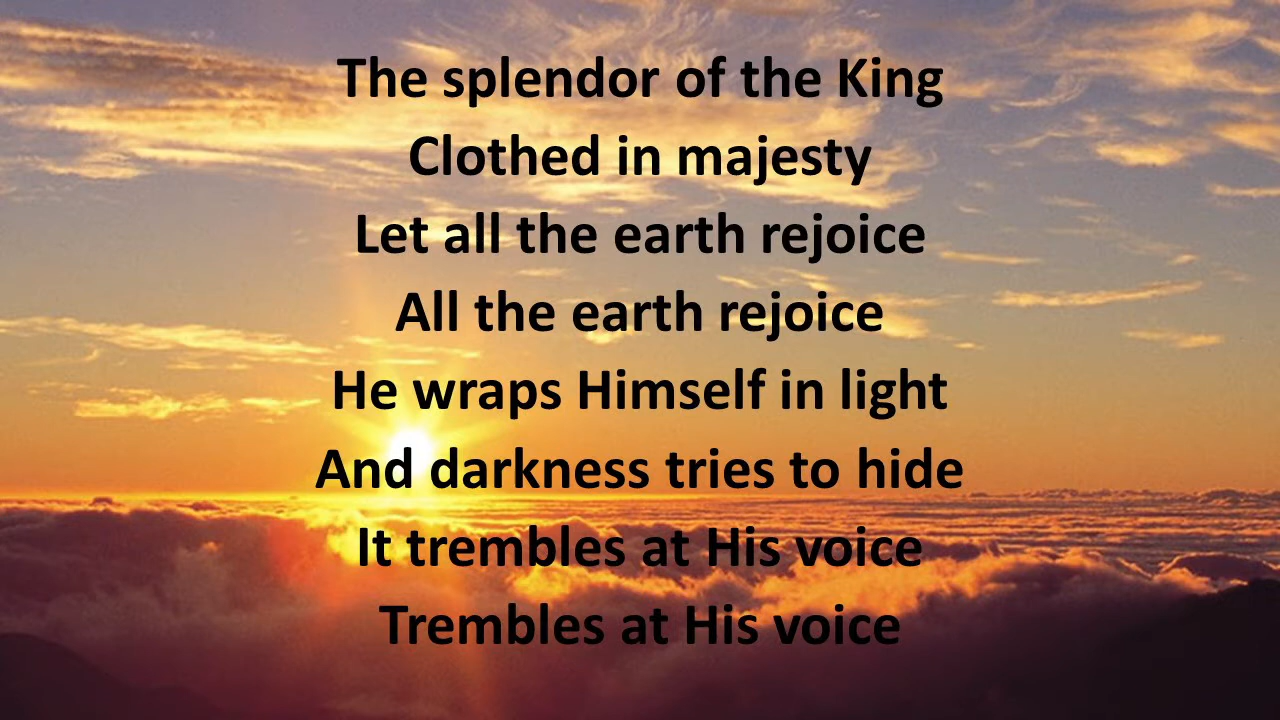 The splendor of the King
Clothed in majesty
Let all the earth rejoice
All the earth rejoice
He wraps Himself in light
And darkness tries to hide
It trembles at His voice
Trembles at His voice